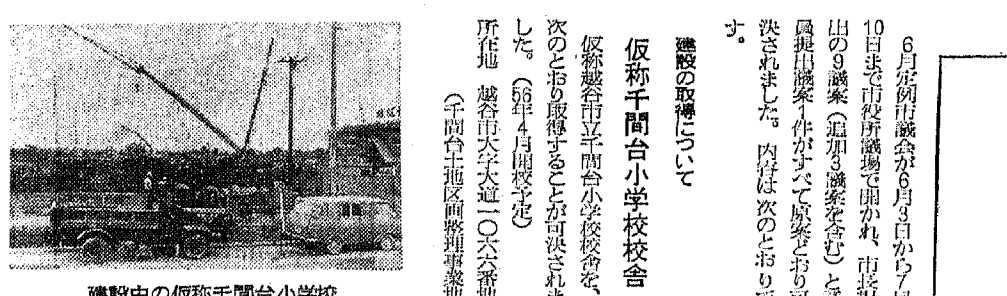 6月定例市議会が6月3日から7月
10日まで市役所議場で開かれ、市長提
出の9議案（追加3議案を含む）と議
員提出議案1件がすべて原案どおり可
決されました。内容は次のとおりで
す。
建設の取得について
仮称千間台小学校校舎
仮称越谷市立千間台小学校校舎を、
次のとおり取得することが可決されま
した。（56年4月開校予定）
所在地 越谷市大字大道一〇六六番地
（千間台土地区画整理事業地
建設中の仮称千間台小学校